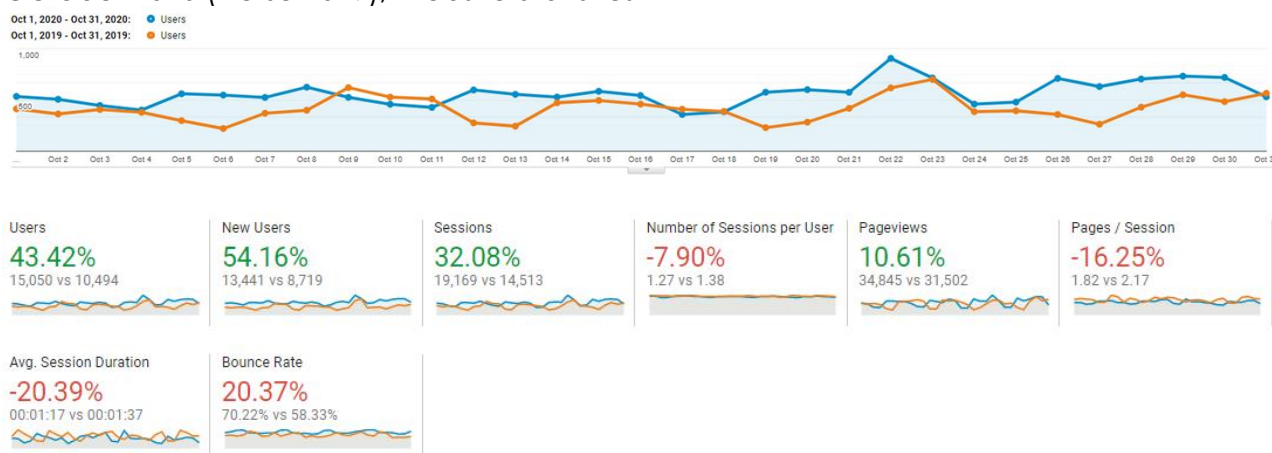 Oct 1, 2020 - Oct 31, 2020: Users
Oct 1, 2019 - Oct 31, 2019: Users
1,000
500
... Oct 2 Oct 3 Oct 4 Oct 5 Oct 6 Oct 7 Oct 8 Oct 9 Oct 10 Oct 11 Oct 12 Oct 13 Oct 14 Oct 15 Oct 16 Oct 17 Oct 18 Oct 19 Oct 20 Oct 21 Oct 22 Oct 23 Oct 24 Oct 25 Oct 26 Oct 27 Oct 28 Oct 29 Oct 30 Oct
Users New Users Sessions Number of Sessions per User Pageviews Pages / Session
43.42% 54.16% 32.08% -7.90% 10.61% -16.25%
15,050 vs 10,494 13,441 vs 8,719 19,169 vs 14,513 1.27 vs 1.38 34,845 vs 31,502 1.82 vs 2.17
Avg. Session Duration Bounce Rate
-20.39% 20.37%
00:01:17 vs 00:01:37 70.22% vs 58.33%